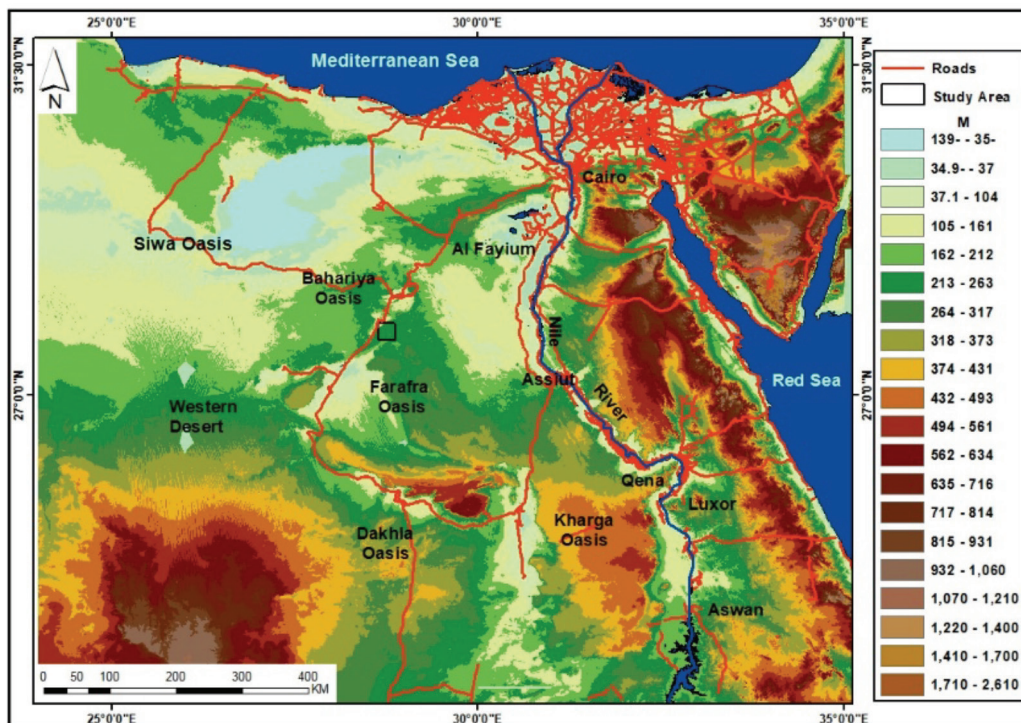 25°0'0"E
30°0'0"E
35°0'0"E
31°30'0"N
31°30'0"N
27°0'0"N
27°0'0"N
25°0'0"E
30°0'0"E
35°0'0"E
N
Mediterranean Sea
Cairo
Siwa Oasis
Al Fayium
Bahariya
Oasis
Nile
River
Assiut
Red Sea
Farafra
Oasis
Western
Desert
Qena
Luxor
Dakhla
Oasis
Kharga
Oasis
Aswan
0 50 100 200 300 400
KM
Roads
Study Area
M
139- - 35-
34.9- - 37
37.1 - 104
105 - 161
162 - 212
213 - 263
264 - 317
318 - 373
374 - 431
432 - 493
494 - 561
562 - 634
635 - 716
717 - 814
815 - 931
932 - 1,060
1,070 - 1,210
1,220 - 1,400
1,410 - 1,700
1,710 - 2,610